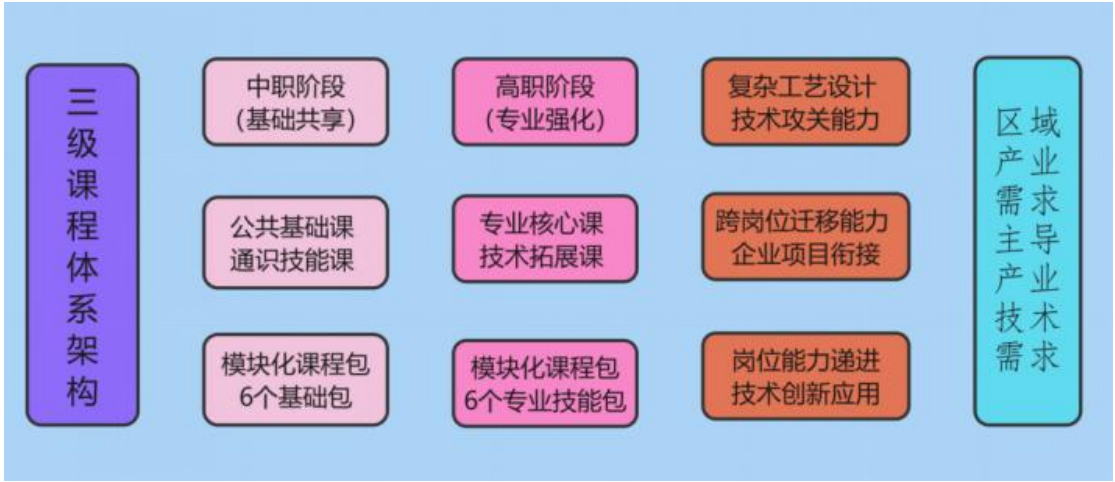 三级课程体系架构
中职阶段
（基础共享）
高职阶段
（专业强化）
复杂工艺设计
技术攻关能力
公共基础课
通识技能课
专业核心课
技术拓展课
跨岗位迁移能力
企业项目衔接
模块化课程包
6个基础包
模块化课程包
6个专业技能包
岗位能力递进
技术创新应用
区域
产业
需求
主导
产业
技术
需求